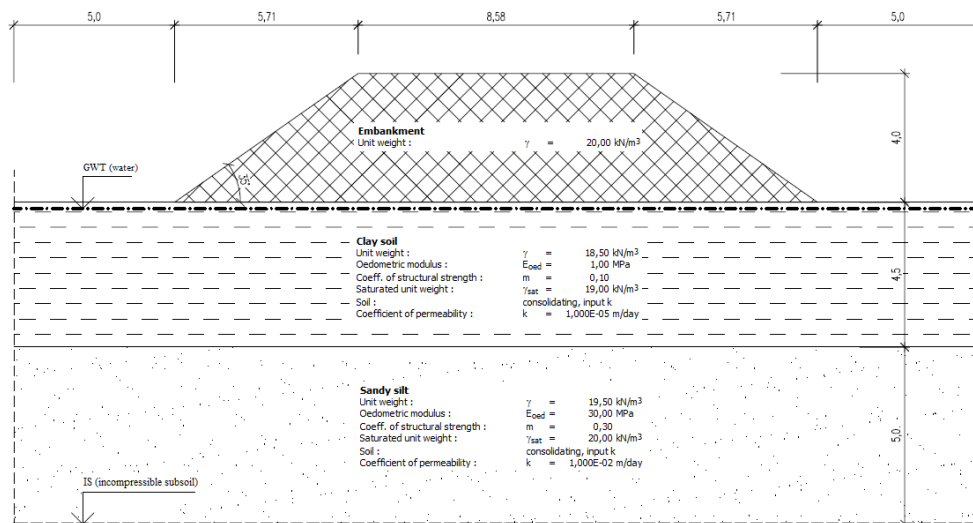 5,0 5,71 8,58 5,71 5,0
Embankment
Unit weight : γ = 20,00 kN/m³
4,0
GWT (water)
35°
Clay soil
Unit weight : γ = 18,50 kN/m³
Oedometric modulus : Eoed = 1,00 MPa
Coeff. of structural strength : m = 0,10
Saturated unit weight : γsat = 19,00 kN/m³
Soil : consolidating, input k
Coefficient of permeability : k = 1,000E-05 m/day
4,5
Sandy silt
Unit weight : γ = 19,50 kN/m³
Oedometric modulus : Eoed = 30,00 MPa
Coeff. of structural strength : m = 0,30
Saturated unit weight : γsat = 20,00 kN/m³
Soil : consolidating, input k
Coefficient of permeability : k = 1,000E-02 m/day
5,0
IS (incompressible subsoil)